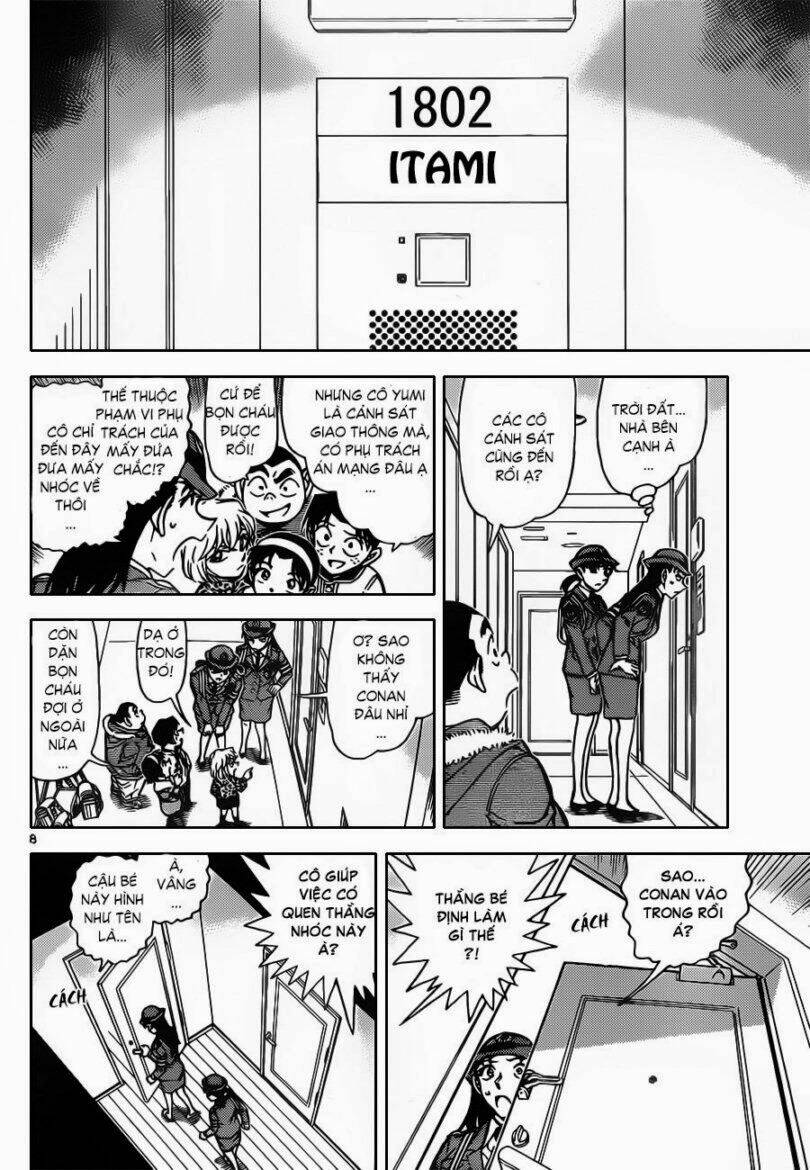 1802
ITAMI
TRỜI ĐẤT...
NHÀ BÊN
CẠNH À
...
CÁC CÔ
CẢNH SÁT
CŨNG ĐẾN
RỒI Ạ?
NHƯNG CÔ YUMI
LÀ CẢNH SÁT
GIAO THÔNG MÀ,
CÓ PHỤ TRÁCH
ÁN MẠNG ĐÂU Ạ
...
CỨ ĐỂ
BỌN CHÁU
ĐƯỢC
RỒI!
THẾ THUỘC
PHẠM VI PHỤ
TRÁCH CỦA
MẤY ĐỨA
CHẮC!?
CÔ CHỈ
ĐẾN ĐÂY
ĐƯA MẤY
NHÓC VỀ
THÔI
...
Ơ? SAO
KHÔNG
THẤY
CONAN
ĐÂU NHỈ
...
DẠ Ở
TRONG
ĐÓ!
CÒN
DẶN
BỌN
CHÁU
ĐỢI Ở
NGOÀI
NỮA
...
8
SAO...
CONAN VÀO
TRONG RỒI
Á?
CÁCH
THẰNG BÉ
ĐỊNH LÀM
GÌ THẾ
?!
CÔ GIÚP
VIỆC CÓ
QUEN THẰNG
NHÓC NÀY
À?
À,
VÂNG
...
CẬU BÉ
NÀY HÌNH
NHƯ TÊN
LÀ...
CÁCH